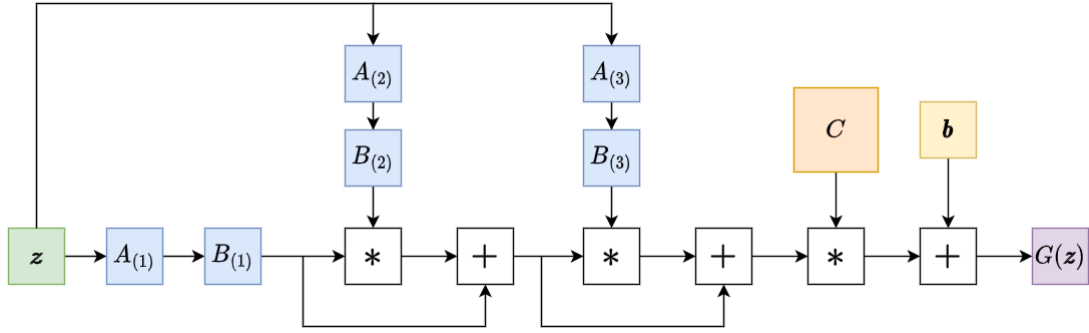 A₍₂₎
A₍₃₎
C
b
B₍₂₎
B₍₃₎
z
A₍₁₎
B₍₁₎
*
+
*
+
*
+
G(z)